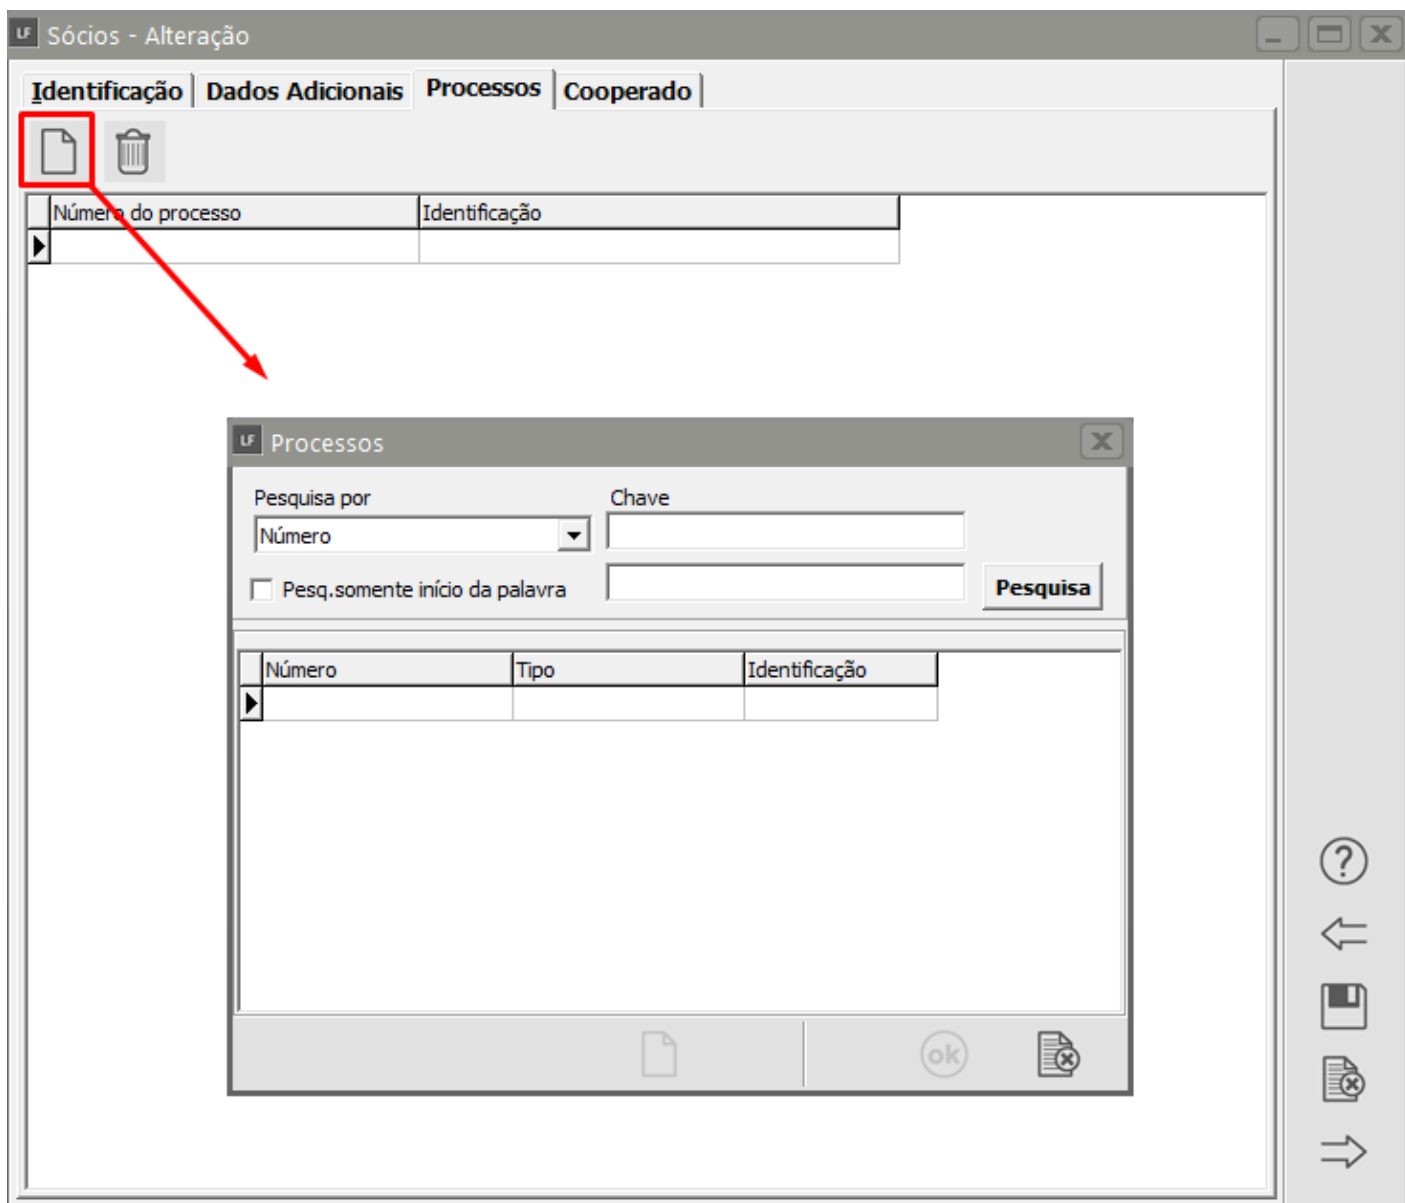 LF Sócios - Alteração
Identificação Dados Adicionais Processos Cooperado
Número do processo Identificação
LF Processos
Pesquisa por Chave
Número
Pesq.somente início da palavra Pesquisa
Número Tipo Identificação
?
ok